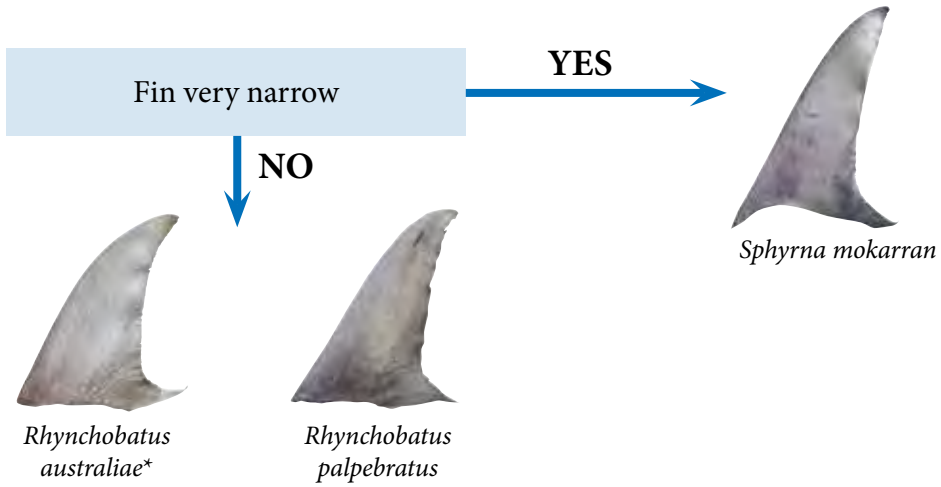 Fin very narrow
YES
NO
Sphyrna mokarran
Rhynchobatus
australiae*
Rhynchobatus
palpebratus